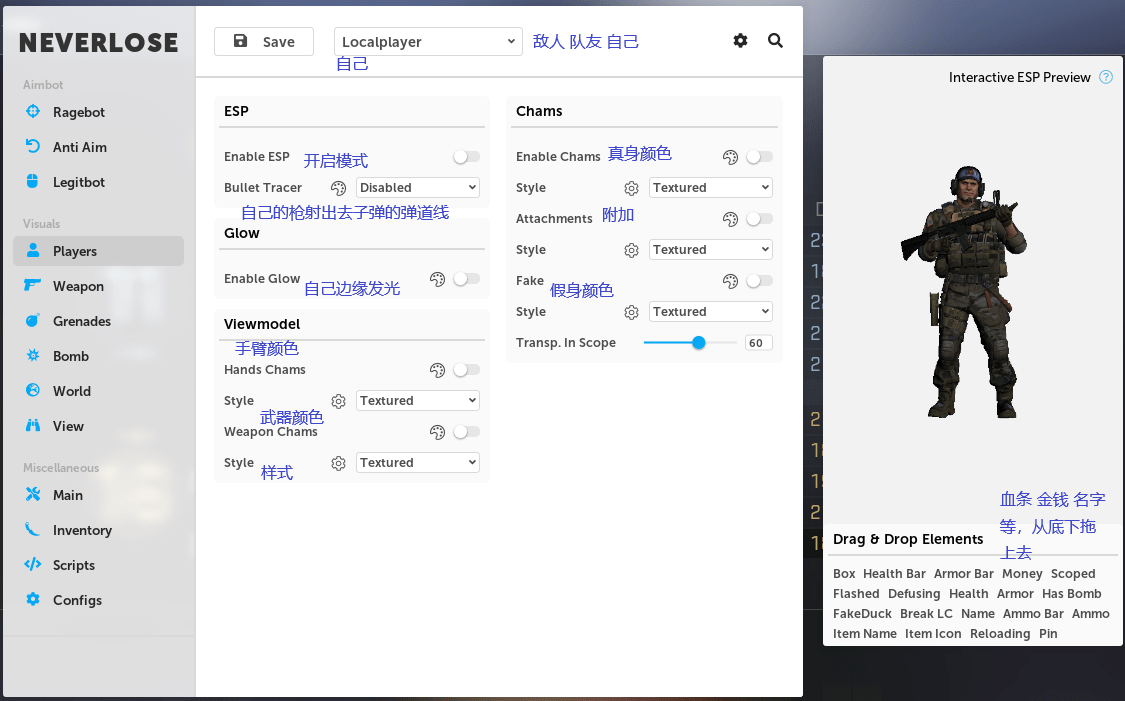 NEVERLOSE
Aimbot
Ragebot
Anti Aim
Legitbot
Visuals
Players
Weapon
Grenades
Bomb
World
View
Miscellaneous
Main
Inventory
Scripts
Configs
Save
Localplayer
敌人 队友 自己
自己
ESP
Enable ESP
开启模式
Bullet Tracer
Disabled
自己的枪射出去子弹的弹道线
Glow
Enable Glow
自己边缘发光
Viewmodel
手臂颜色
Hands Chams
Style
Textured
武器颜色
Weapon Chams
Style
Textured
样式
Chams
Enable Chams
真身颜色
Style
Textured
Attachments
附加
Style
Textured
Fake
假身颜色
Style
Textured
Transp. In Scope
60
Interactive ESP Preview
?
血条 金钱 名字
等，从底下拖
上去
Drag & Drop Elements
Box Health Bar Armor Bar Money Scoped
Flashed Defusing Health Armor Has Bomb
FakeDuck Break LC Name Ammo Bar Ammo
Item Name Item Icon Reloading Pin